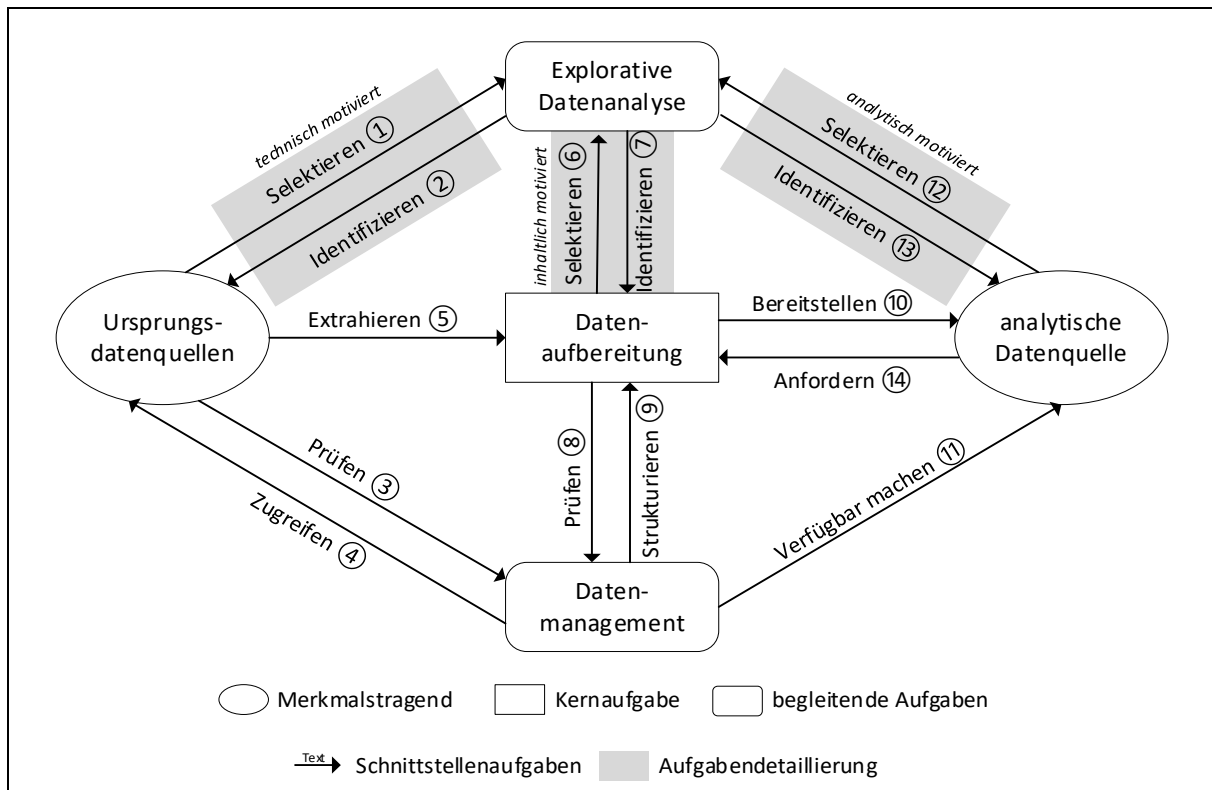 Explorative
Datenanalyse
technisch motiviert
Selektieren 1
Identifizieren 2
inhaltlich motiviert
Selektieren 6
Identifizieren 7
analytisch motiviert
Selektieren 12
Identifizieren 13
Ursprungs-
datenquellen
Extrahieren 5
Daten-
aufbereitung
Bereitstellen 10
Anfordern 14
analytische
Datenquelle
Prüfen 3
Zugreifen 4
Prüfen 8
Strukturieren 9
Verfügbar machen 11
Daten-
management
Merkmalstragend
Kernaufgabe
begleitende Aufgaben
Text
Schnittstellenaufgaben
Aufgabendetaillierung